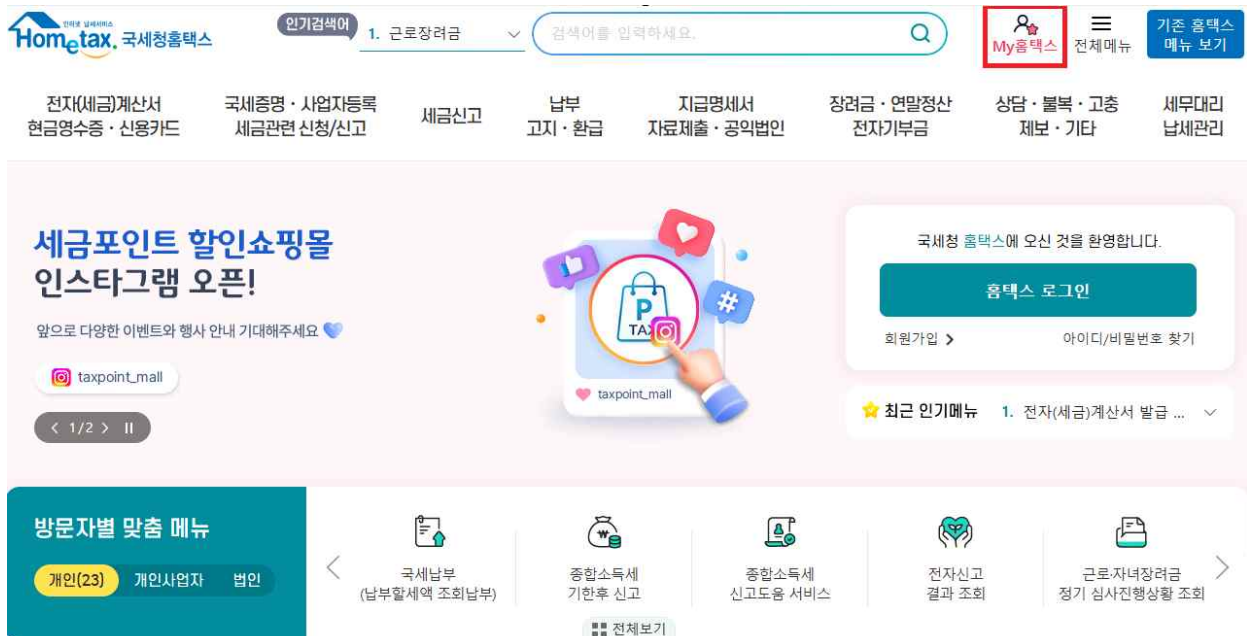 인터넷 납세서비스
Hometax. 국세청홈택스
인기검색어
1. 근로장려금
검색어를 입력하세요.
My홈택스
전체메뉴
기존 홈택스
메뉴 보기
전자(세금)계산서
현금영수증・신용카드
국세증명・사업자등록
세금관련 신청/신고
세금신고
납부
고지・환급
지급명세서
자료제출・공익법인
장려금・연말정산
전자기부금
상담・불복・고충
제보・기타
세무대리
납세관리
세금포인트 할인쇼핑몰
인스타그램 오픈!
앞으로 다양한 이벤트와 행사 안내 기대해주세요
taxpoint_mall
1/2
P
TAX
taxpoint_mall
국세청 홈택스에 오신 것을 환영합니다.
홈택스 로그인
회원가입
아이디/비밀번호 찾기
최근 인기메뉴
1. 전자(세금)계산서 발급 ...
방문자별 맞춤 메뉴
개인(23)
개인사업자
법인
국세납부
(납부할세액 조회납부)
종합소득세
기한후 신고
종합소득세
신고도움 서비스
전자신고
결과 조회
근로·자녀장려금
정기 심사진행상황 조회
전체보기